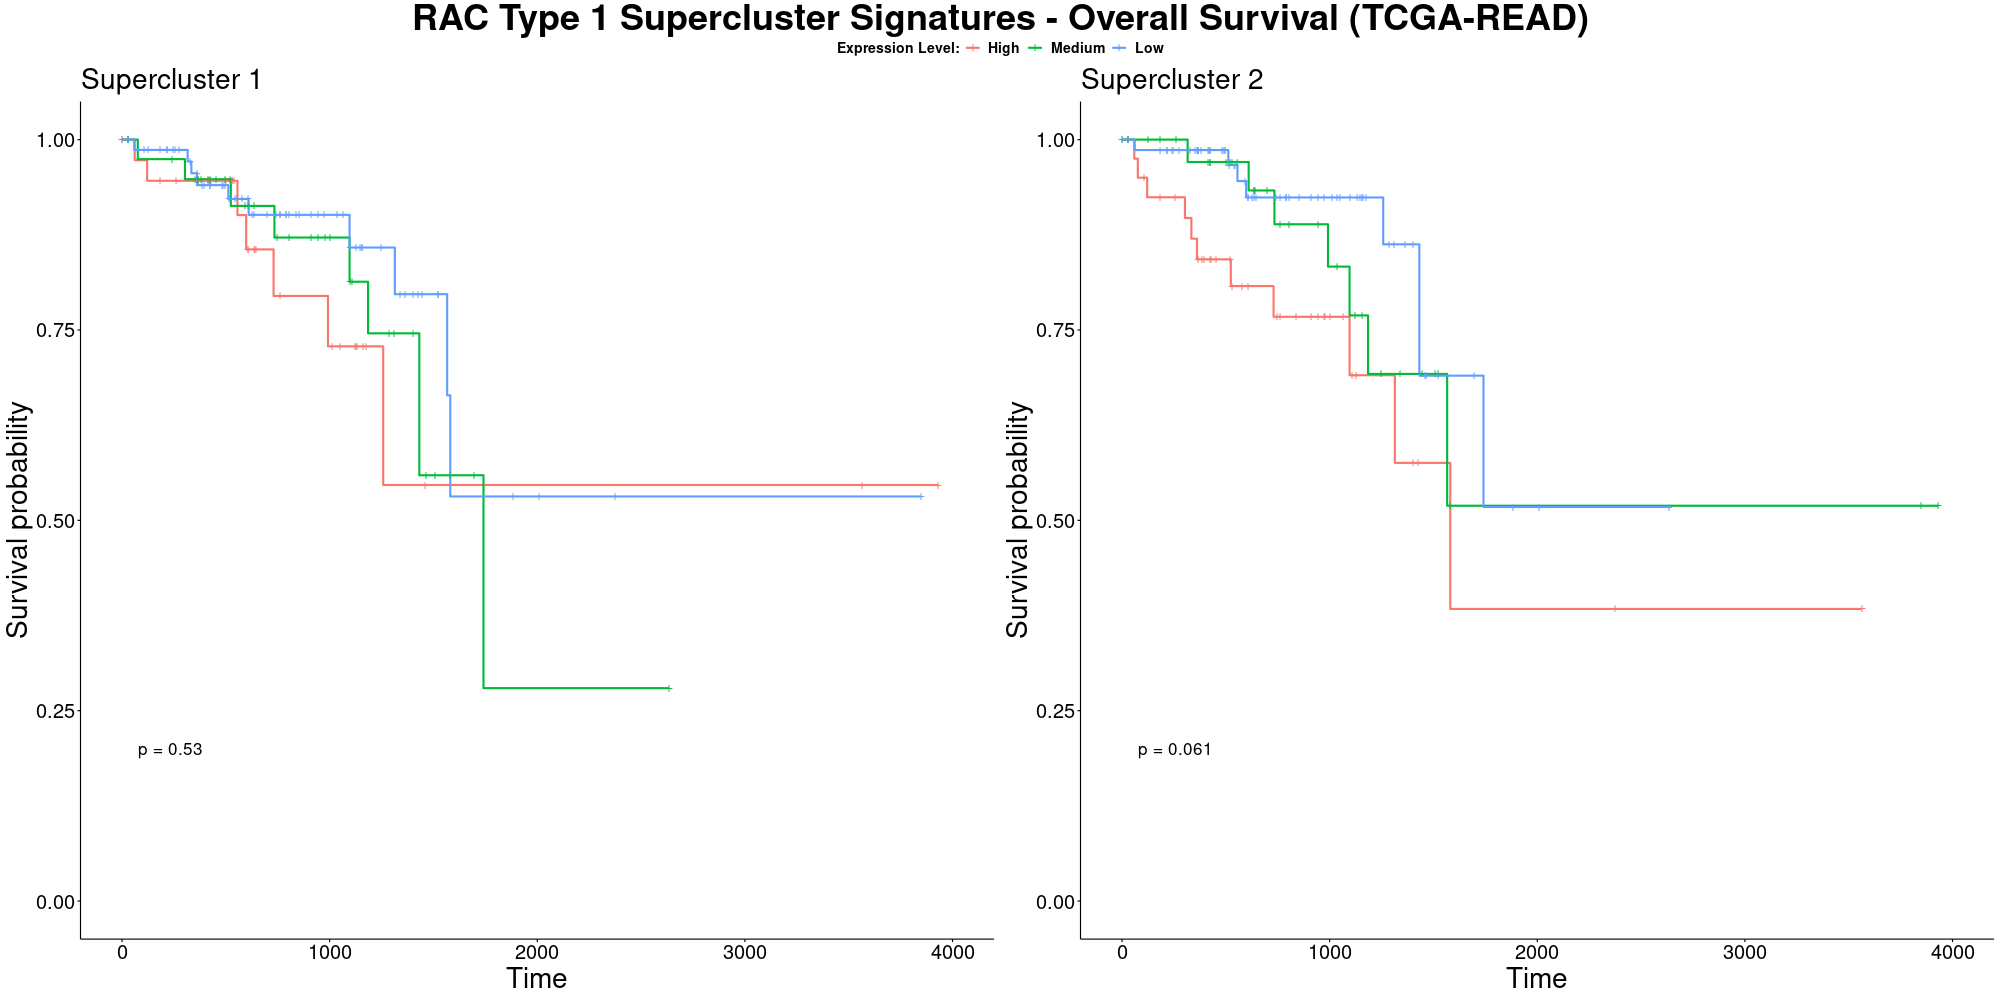 RAC Type 1 Supercluster Signatures - Overall Survival (TCGA-READ)
Expression Level: High Medium Low
Supercluster 1
Survival probability
1.00
0.75
0.50
0.25
0.00
p = 0.53
0 1000 2000 3000 4000
Time
Supercluster 2
Survival probability
1.00
0.75
0.50
0.25
0.00
p = 0.061
0 1000 2000 3000 4000
Time